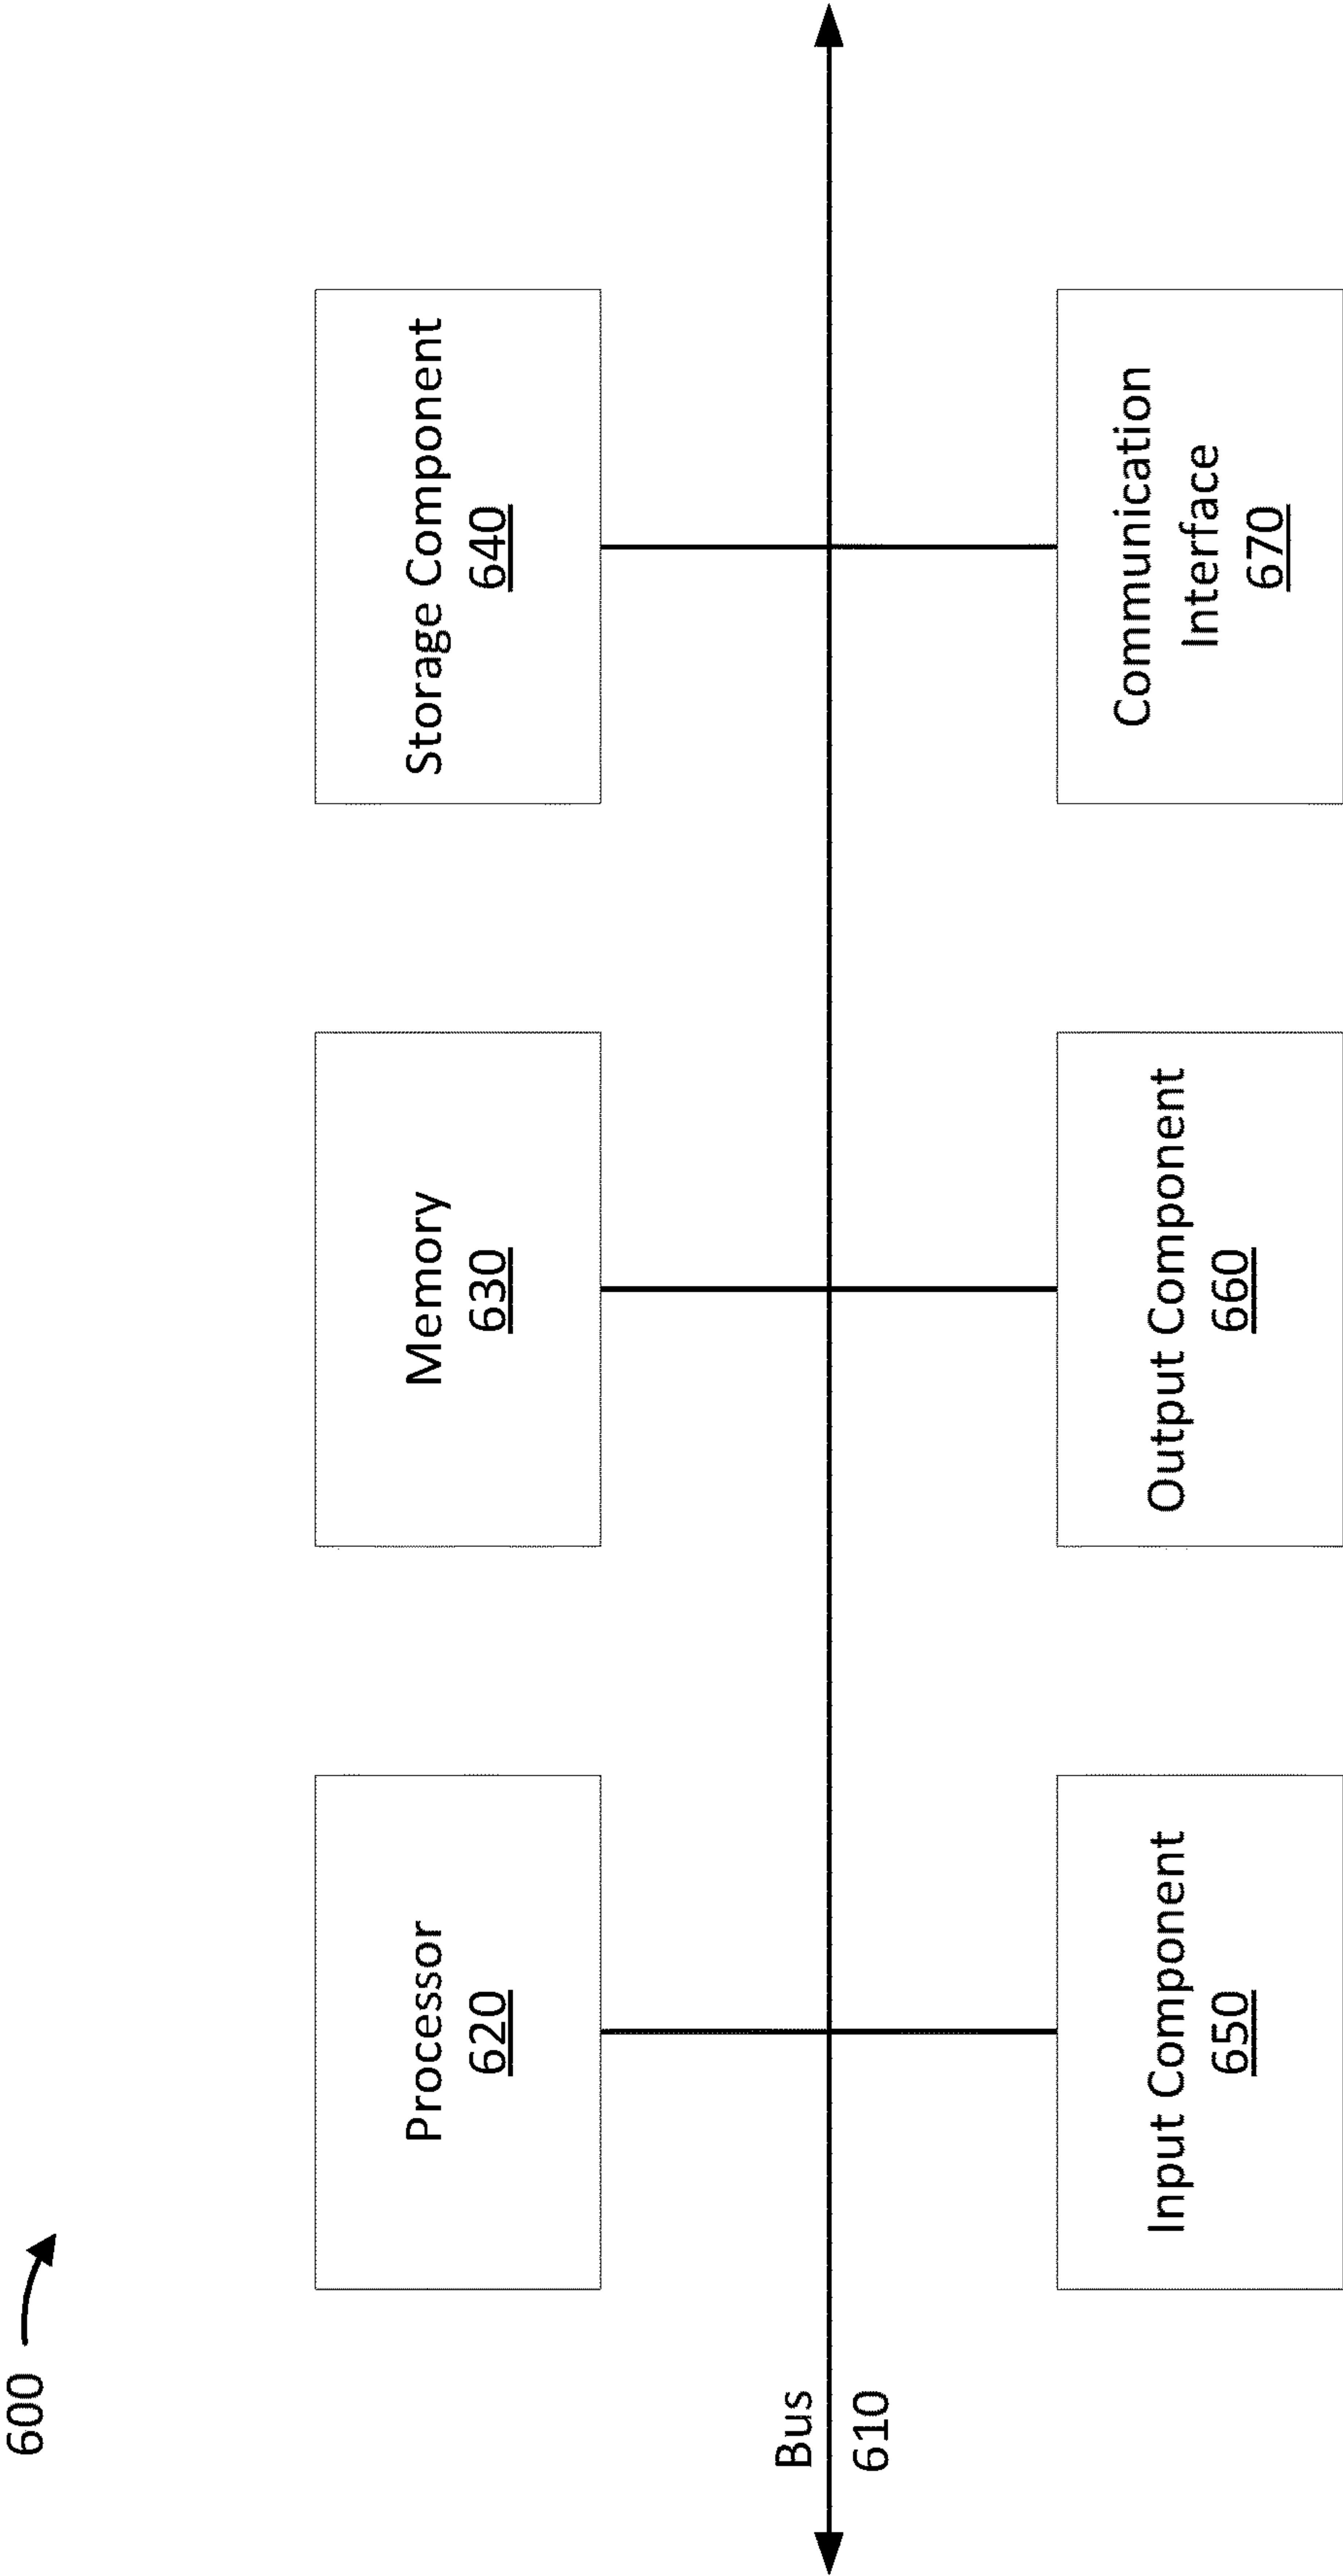 600
Processor
620
Memory
630
Storage Component
640
Bus
610
Input Component
650
Output Component
660
Communication
Interface
670